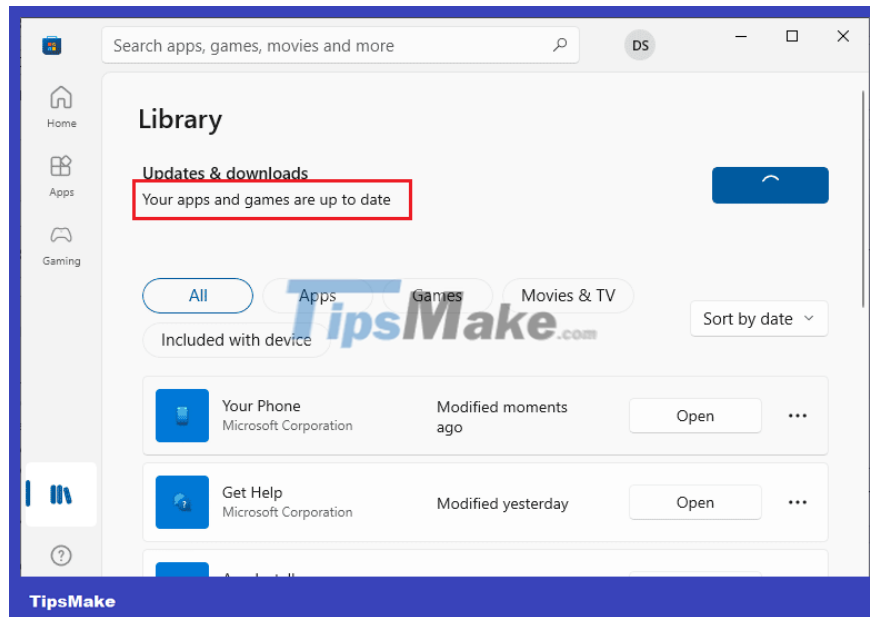 Search apps, games, movies and more
DS
Home
Library
Updates & downloads
Apps
Your apps and games are up to date
Gaming
All
Apps
Games
Movies & TV
Sort by date
Included with device
TipsMake.com
Your Phone
Microsoft Corporation
Modified moments
ago
Open
Get Help
Microsoft Corporation
Modified yesterday
Open
TipsMake